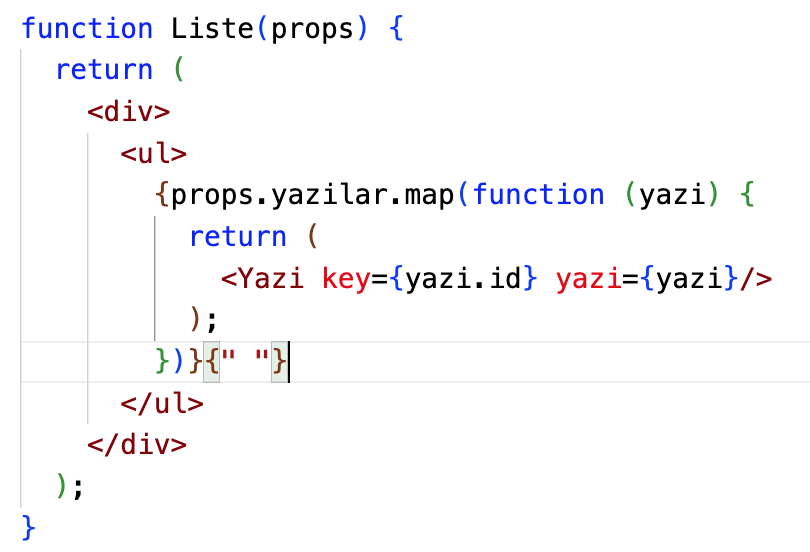 function Liste(props) {
  return (
    <div>
      <ul>
        {props.yazilar.map(function (yazi) {
          return (
            <Yazi key={yazi.id} yazi={yazi}/>
          );
        })}{" "}
      </ul>
    </div>
  );
}